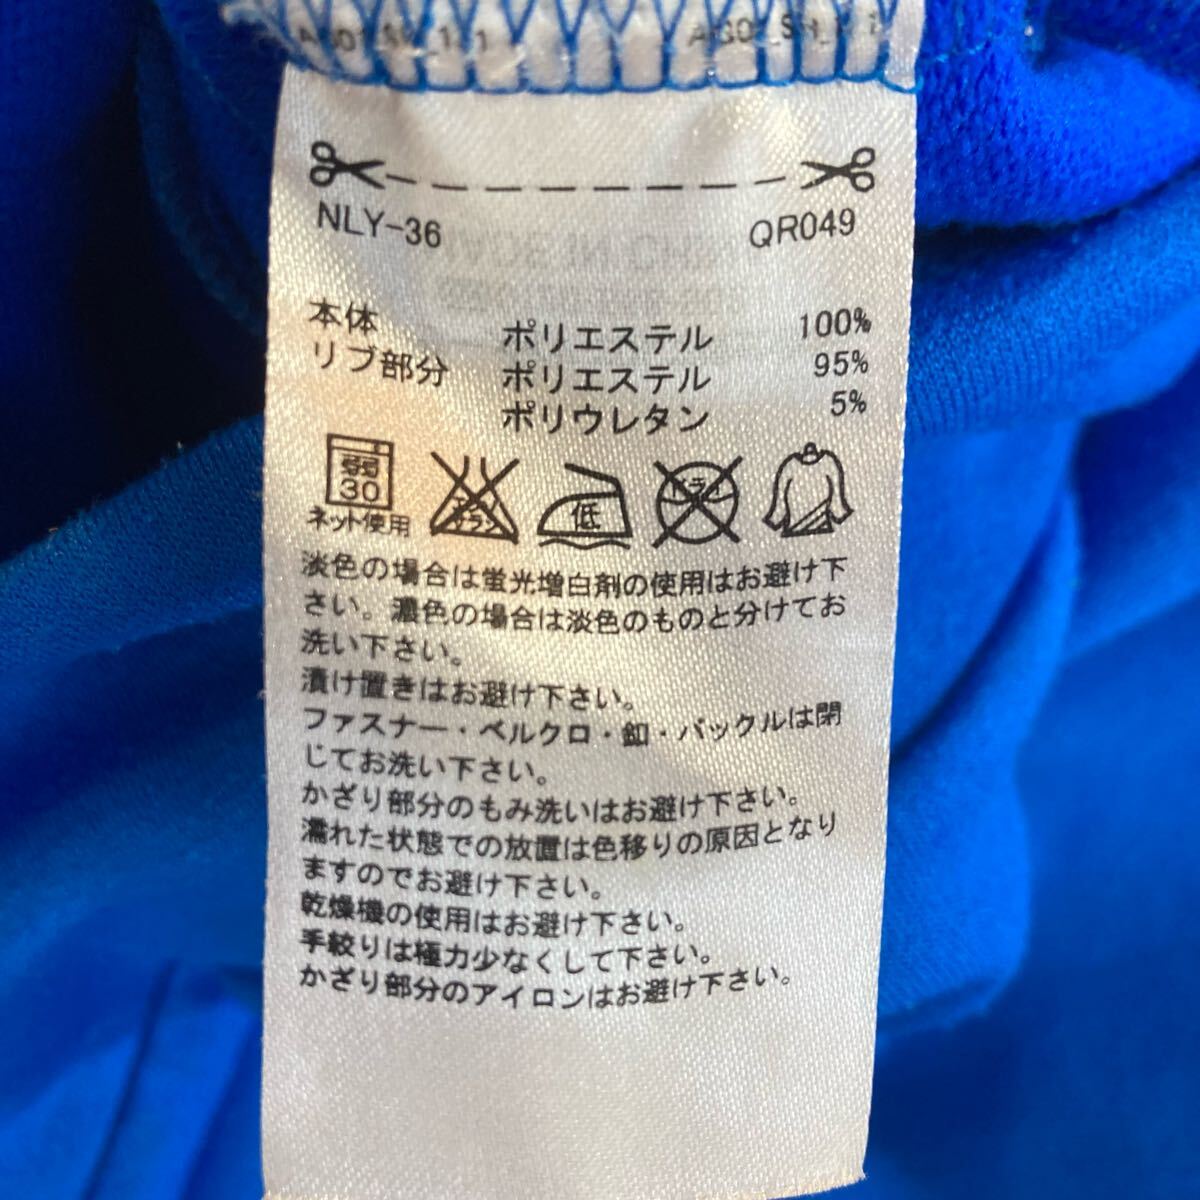 NLY-36 QR049
本体 ポリエステル 100%
リブ部分 ポリエステル 95%
ポリウレタン 5%
弱
30
ネット使用
低
淡色の場合は蛍光増白剤の使用はお避け下
さい。濃色の場合は淡色のものと分けてお
洗い下さい。
漬け置きはお避け下さい。
ファスナー・ベルクロ・釦・バックルは閉
じてお洗い下さい。
かざり部分のもみ洗いはお避け下さい。
濡れた状態での放置は色移りの原因となり
ますのでお避け下さい。
乾燥機の使用はお避け下さい。
手絞りは極力少なくして下さい。
かざり部分のアイロンはお避け下さい。